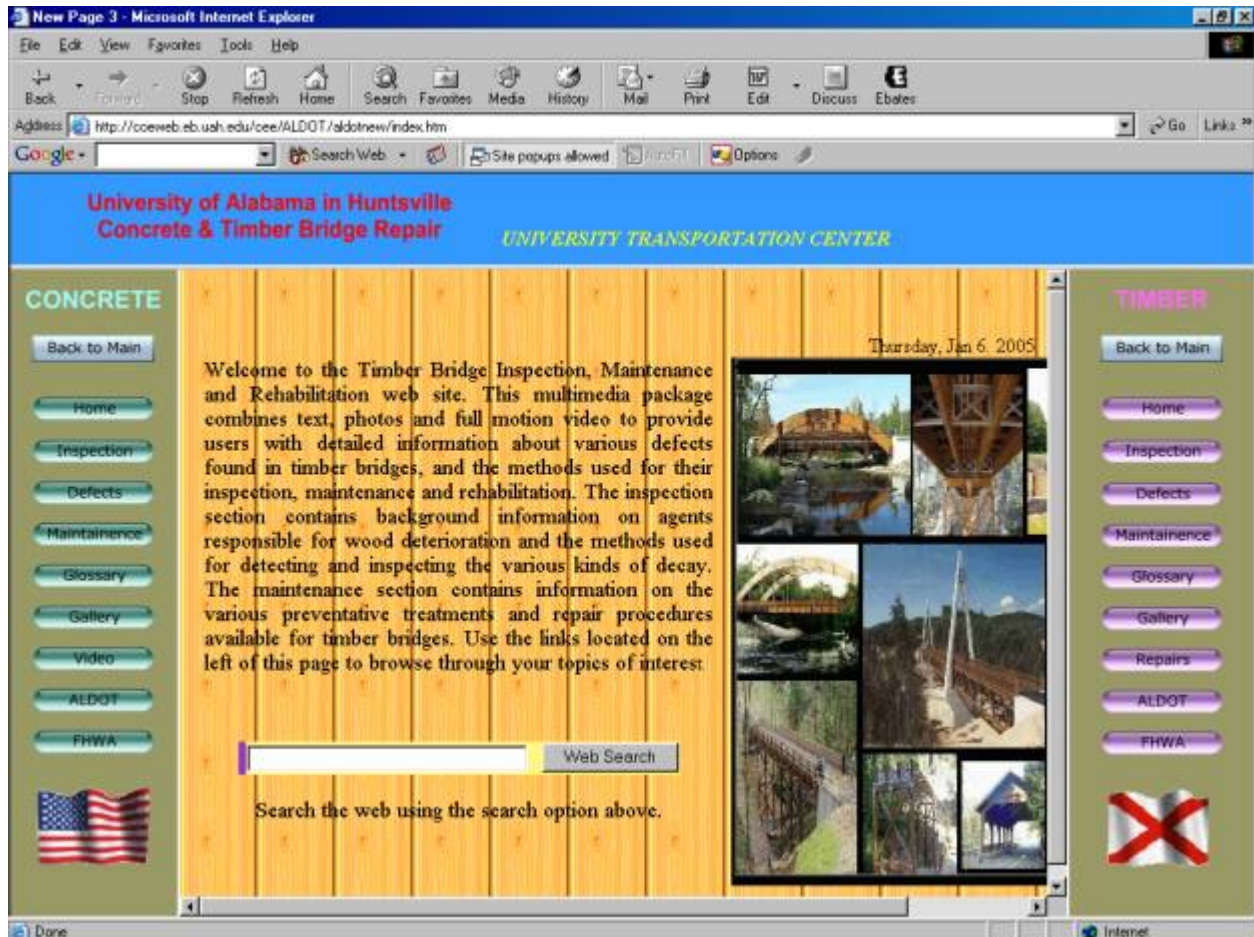 New Page 3 - Microsoft Internet Explorer
File Edit View Favorites Tools Help
Back Forward Stop Refresh Home Search Favorites Media History Mail Print Edit Discuss Ebates
Address http://coeweb.eb.uah.edu/cee/ALDOT/aldotnew/index.htm Go Links »
Google Search Web Site popups allowed AutoFill Options
University of Alabama in Huntsville
Concrete & Timber Bridge Repair
UNIVERSITY TRANSPORTATION CENTER
CONCRETE
Back to Main
Home
Inspection
Defects
Maintainence
Glossary
Gallery
Video
ALDOT
FHWA
Thursday, Jan 6. 2005
Welcome to the Timber Bridge Inspection, Maintenance
and Rehabilitation web site. This multimedia package
combines text, photos and full motion video to provide
users with detailed information about various defects
found in timber bridges, and the methods used for their
inspection, maintenance and rehabilitation. The inspection
section contains background information on agents
responsible for wood deterioration and the methods used
for detecting and inspecting the various kinds of decay.
The maintenance section contains information on the
various preventative treatments and repair procedures
available for timber bridges. Use the links located on the
left of this page to browse through your topics of interest
Web Search
Search the web using the search option above.
TIMBER
Back to Main
Home
Inspection
Defects
Maintainence
Glossary
Gallery
Repairs
ALDOT
FHWA
Done Internet